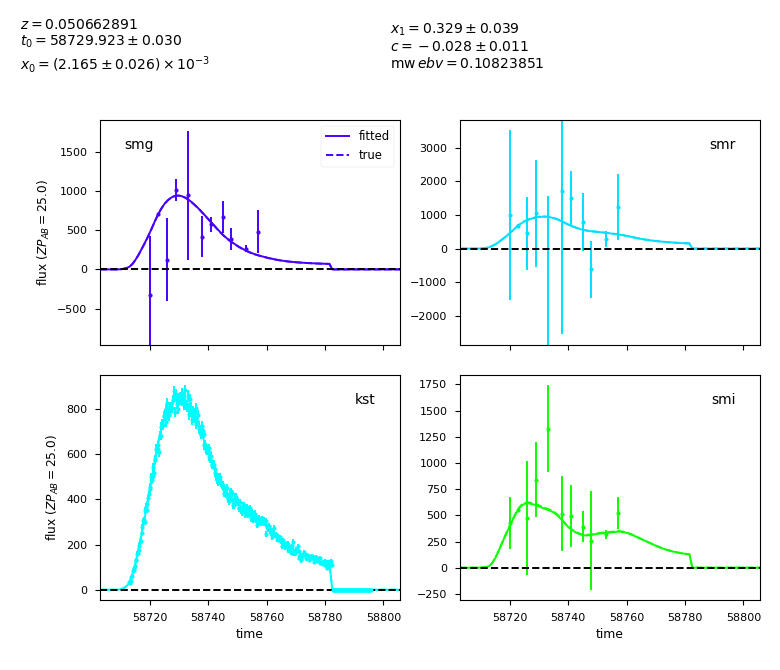 z = 0.050662891
t₀ = 58729.923 ± 0.030
x₀ = (2.165 ± 0.026) × 10⁻³
x₁ = 0.329 ± 0.039
c = −0.028 ± 0.011
mw ebv = 0.10823851
smg
fitted
true
1500
1000
500
0
−500
flux (ZP_AB = 25.0)
smr
3000
2000
1000
0
−1000
−2000
kst
800
600
400
200
0
flux (ZP_AB = 25.0)
58720 58740 58760 58780 58800
time
smi
1750
1500
1250
1000
750
500
250
0
−250
58720 58740 58760 58780 58800
time